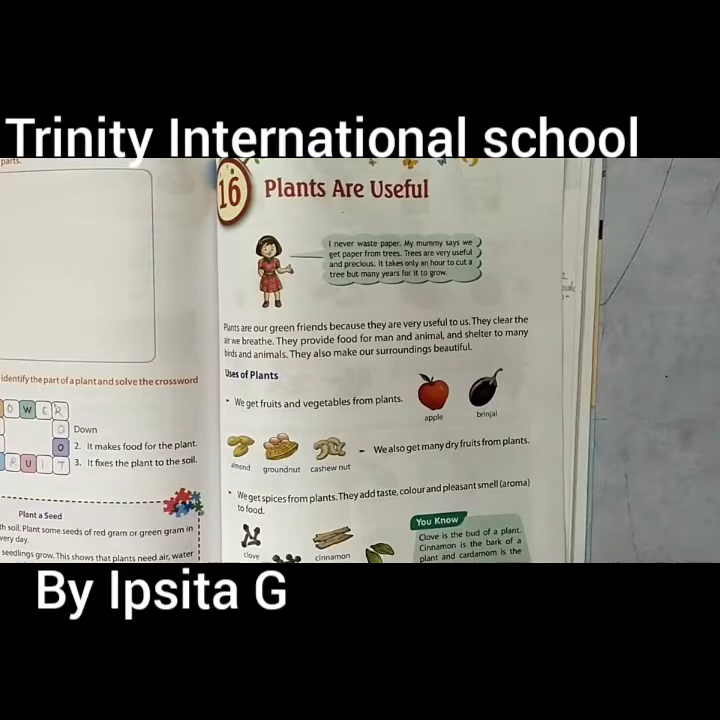 Trinity International school
parts.
identify the part of a plant and solve the crossword
O W E R
O
Down
O
2. It makes food for the plant.
R U I T
3. It fixes the plant to the soil.
Plant a Seed
th soil. Plant some seeds of red gram or green gram in
very day.
seedlings grow. This shows that plants need air, water
16
Plants Are Useful
I never waste paper. My mummy says we
get paper from trees. Trees are very useful
and precious. It takes only an hour to cut a
tree but many years for it to grow.
Plants are our green friends because they are very useful to us. They clear the
air we breathe. They provide food for man and animal, and shelter to many
birds and animals. They also make our surroundings beautiful.
Uses of Plants
• We get fruits and vegetables from plants.
apple
brinjal
almond
groundnut
cashew nut
We also get many dry fruits from plants.
• We get spices from plants. They add taste, colour and pleasant smell (aroma)
to food.
clove
cinnamon
You Know
Clove is the bud of a plant.
Cinnamon is the bark of a
plant and cardamom is the
By Ipsita G